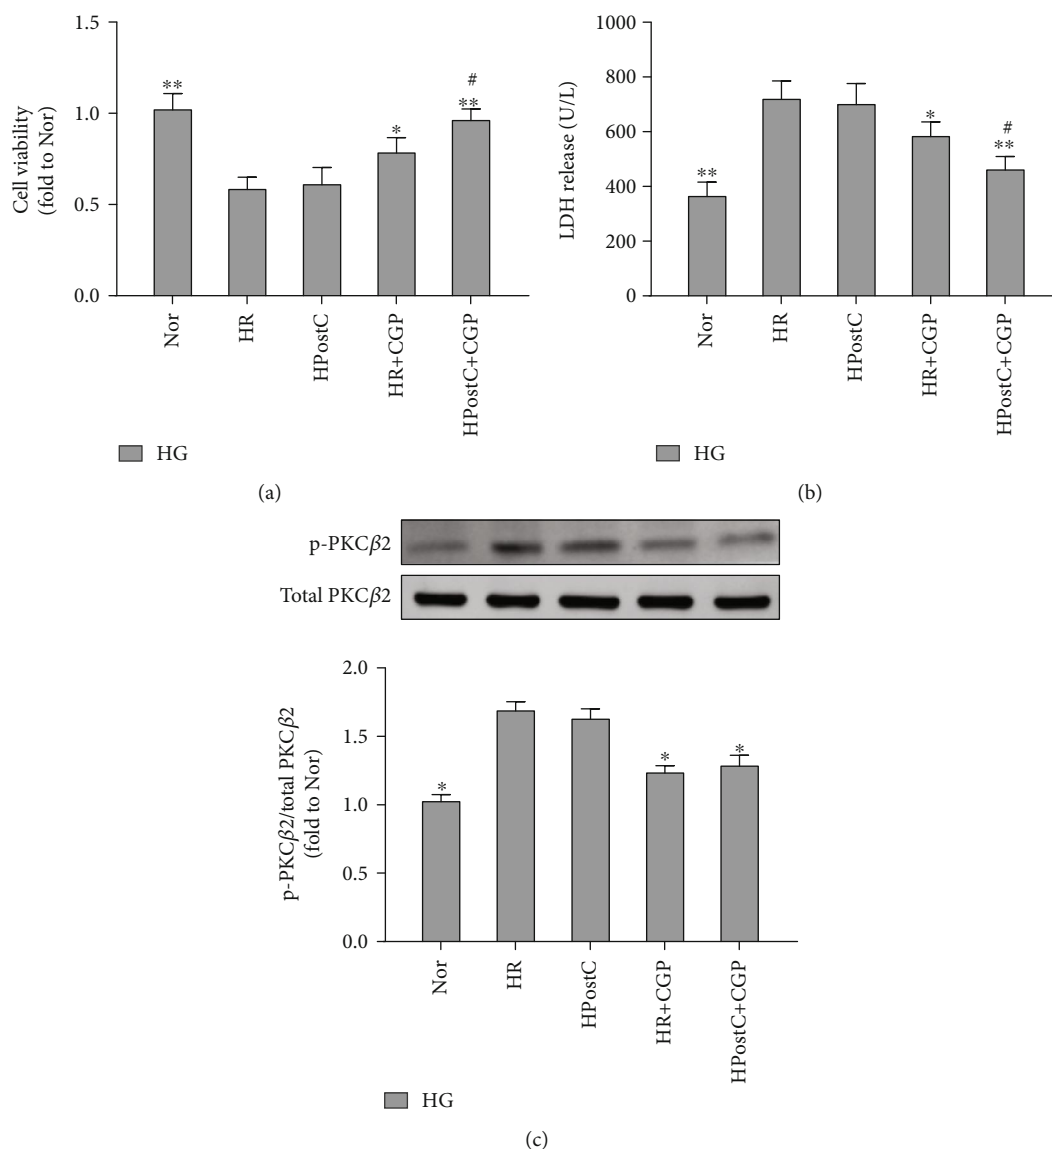 1.5
1.0
0.5
0.0
Cell viability
(fold to Nor)
**
*
#
**
Nor
HR
HPostC
HR+CGP
HPostC+CGP
HG
(a)
1000
800
600
400
200
0
LDH release (U/L)
**
*
#
**
Nor
HR
HPostC
HR+CGP
HPostC+CGP
HG
(b)
p-PKCβ2
Total PKCβ2
2.0
1.5
1.0
0.5
0.0
p-PKCβ2/total PKCβ2
(fold to Nor)
*
*
*
Nor
HR
HPostC
HR+CGP
HPostC+CGP
HG
(c)